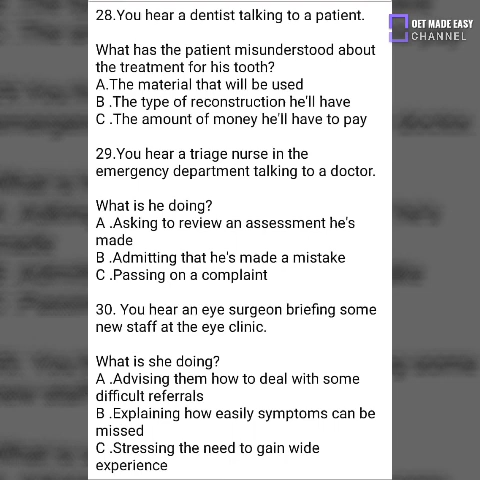 28.You hear a dentist talking to a patient.
OET MADE EASY
CHANNEL
What has the patient misunderstood about
the treatment for his tooth?
A.The material that will be used
B .The type of reconstruction he'll have
C .The amount of money he'll have to pay
29.You hear a triage nurse in the
emergency department talking to a doctor.
What is he doing?
A .Asking to review an assessment he's
made
B .Admitting that he's made a mistake
C .Passing on a complaint
30. You hear an eye surgeon briefing some
new staff at the eye clinic.
What is she doing?
A .Advising them how to deal with some
difficult referrals
B .Explaining how easily symptoms can be
missed
C .Stressing the need to gain wide
experience